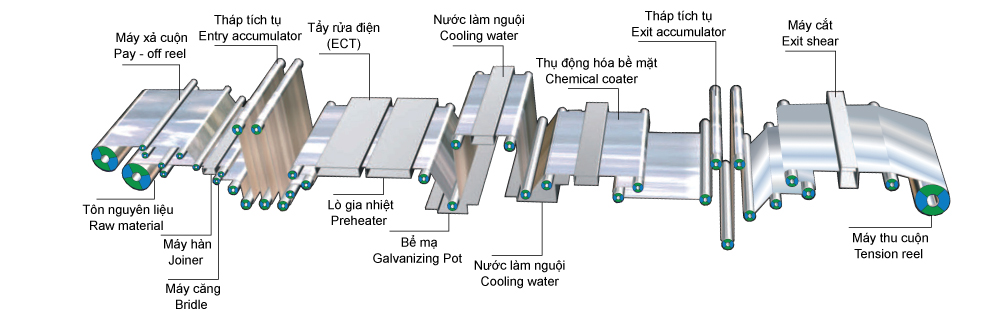 Máy xả cuộn
Pay - off reel
Tháp tích tụ
Entry accumulator
Tẩy rửa điện
(ECT)
Nước làm nguội
Cooling water
Thụ động hóa bề mặt
Chemical coater
Tháp tích tụ
Exit accumulator
Máy cắt
Exit shear
Tôn nguyên liệu
Raw material
Máy hàn
Joiner
Máy căng
Bridle
Lò gia nhiệt
Preheater
Bể mạ
Galvanizing Pot
Nước làm nguội
Cooling water
Máy thu cuộn
Tension reel